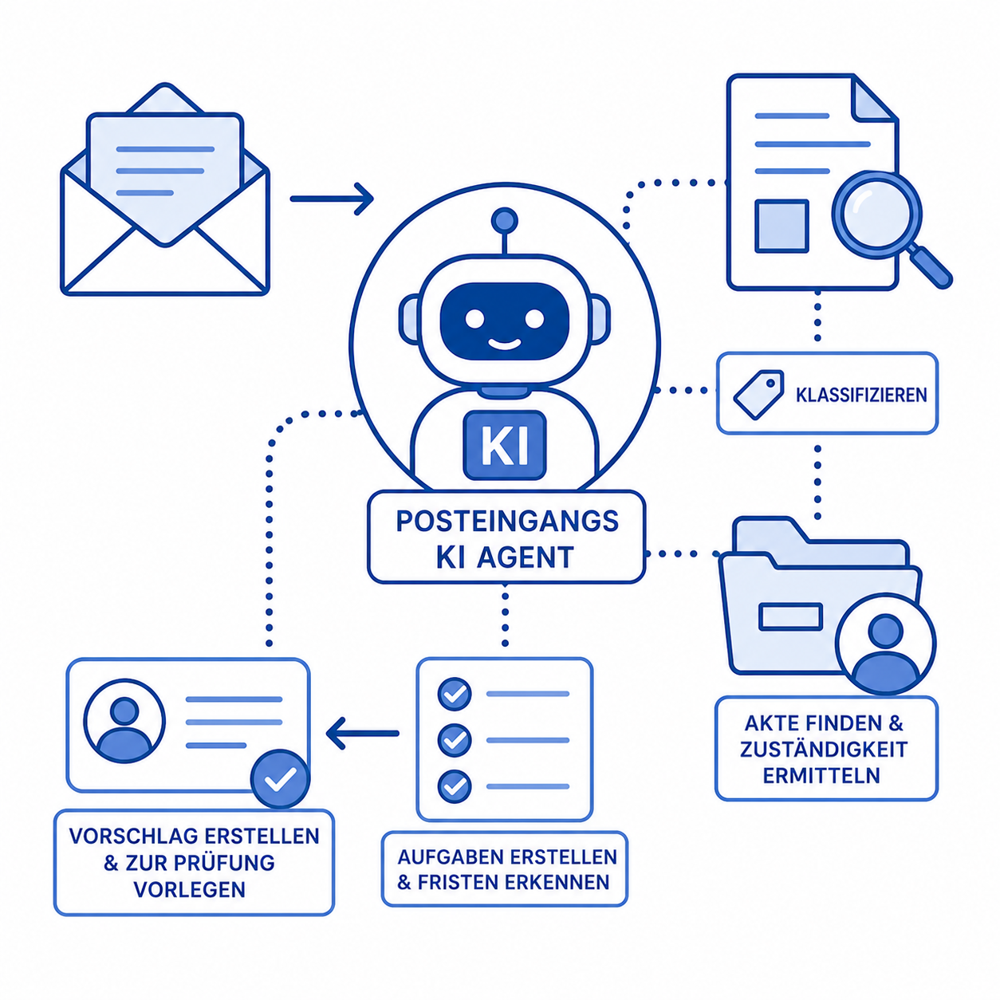 KLASSIFIZIEREN
KI
POSTEINGANGS
KI AGENT
AKTE FINDEN &
ZUSTÄNDIGKEIT
ERMITTELN
AUFGABEN ERSTELLEN
& FRISTEN ERKENNEN
VORSCHLAG ERSTELLEN
& ZUR PRÜFUNG
VORLEGEN